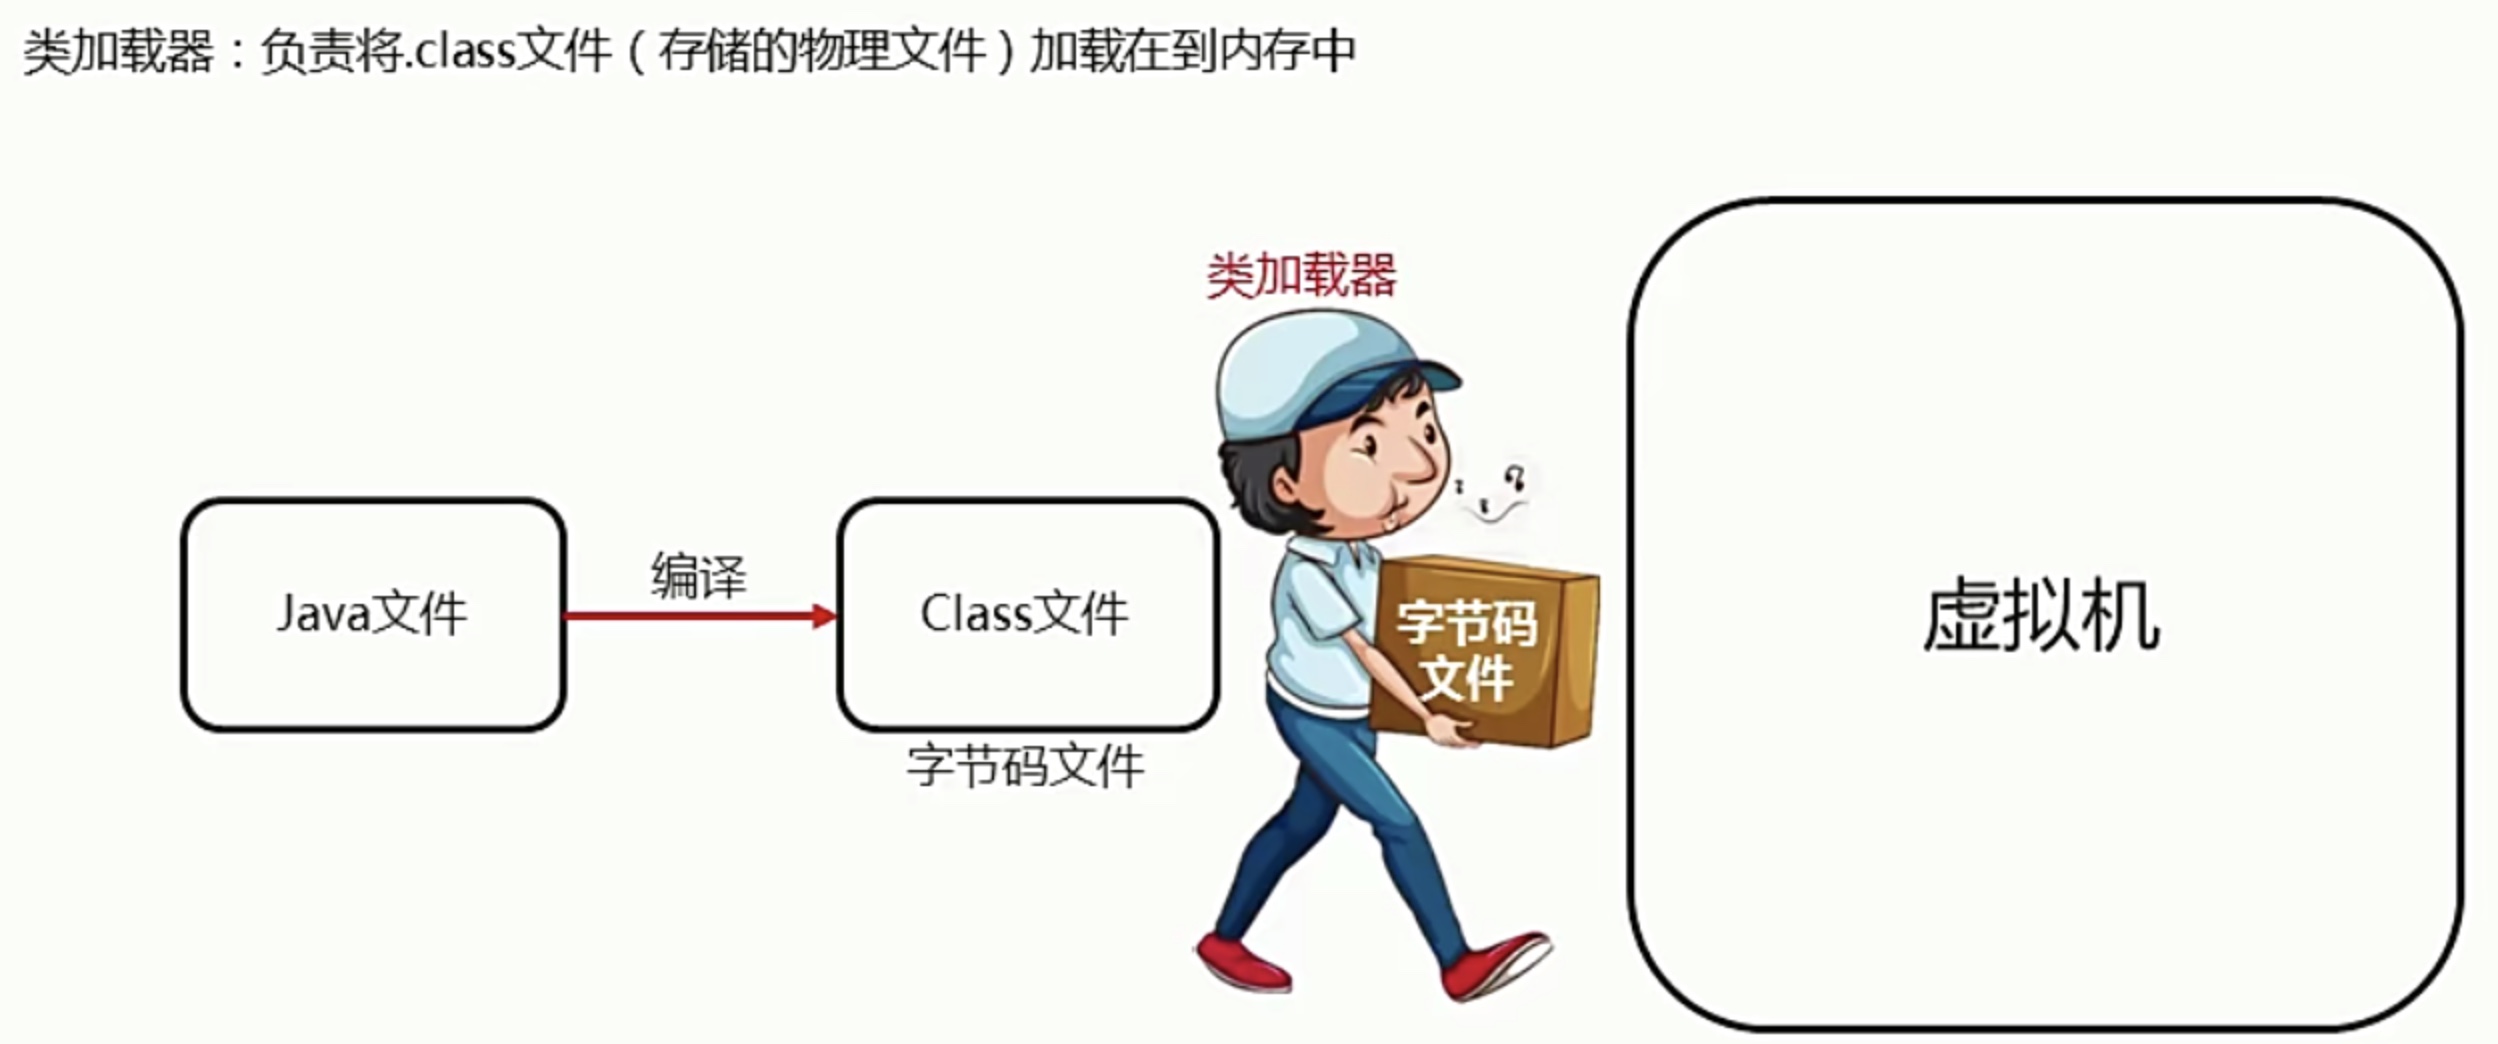 类加载器：负责将.class文件（存储的物理文件）加载在到内存中
类加载器
Java文件
编译
Class文件
字节码文件
字节码
文件
虚拟机